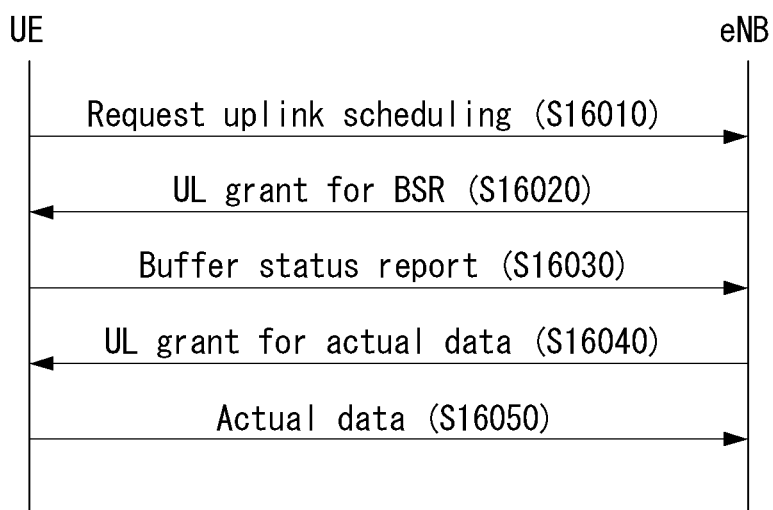 UE eNB
Request uplink scheduling (S16010)
UL grant for BSR (S16020)
Buffer status report (S16030)
UL grant for actual data (S16040)
Actual data (S16050)